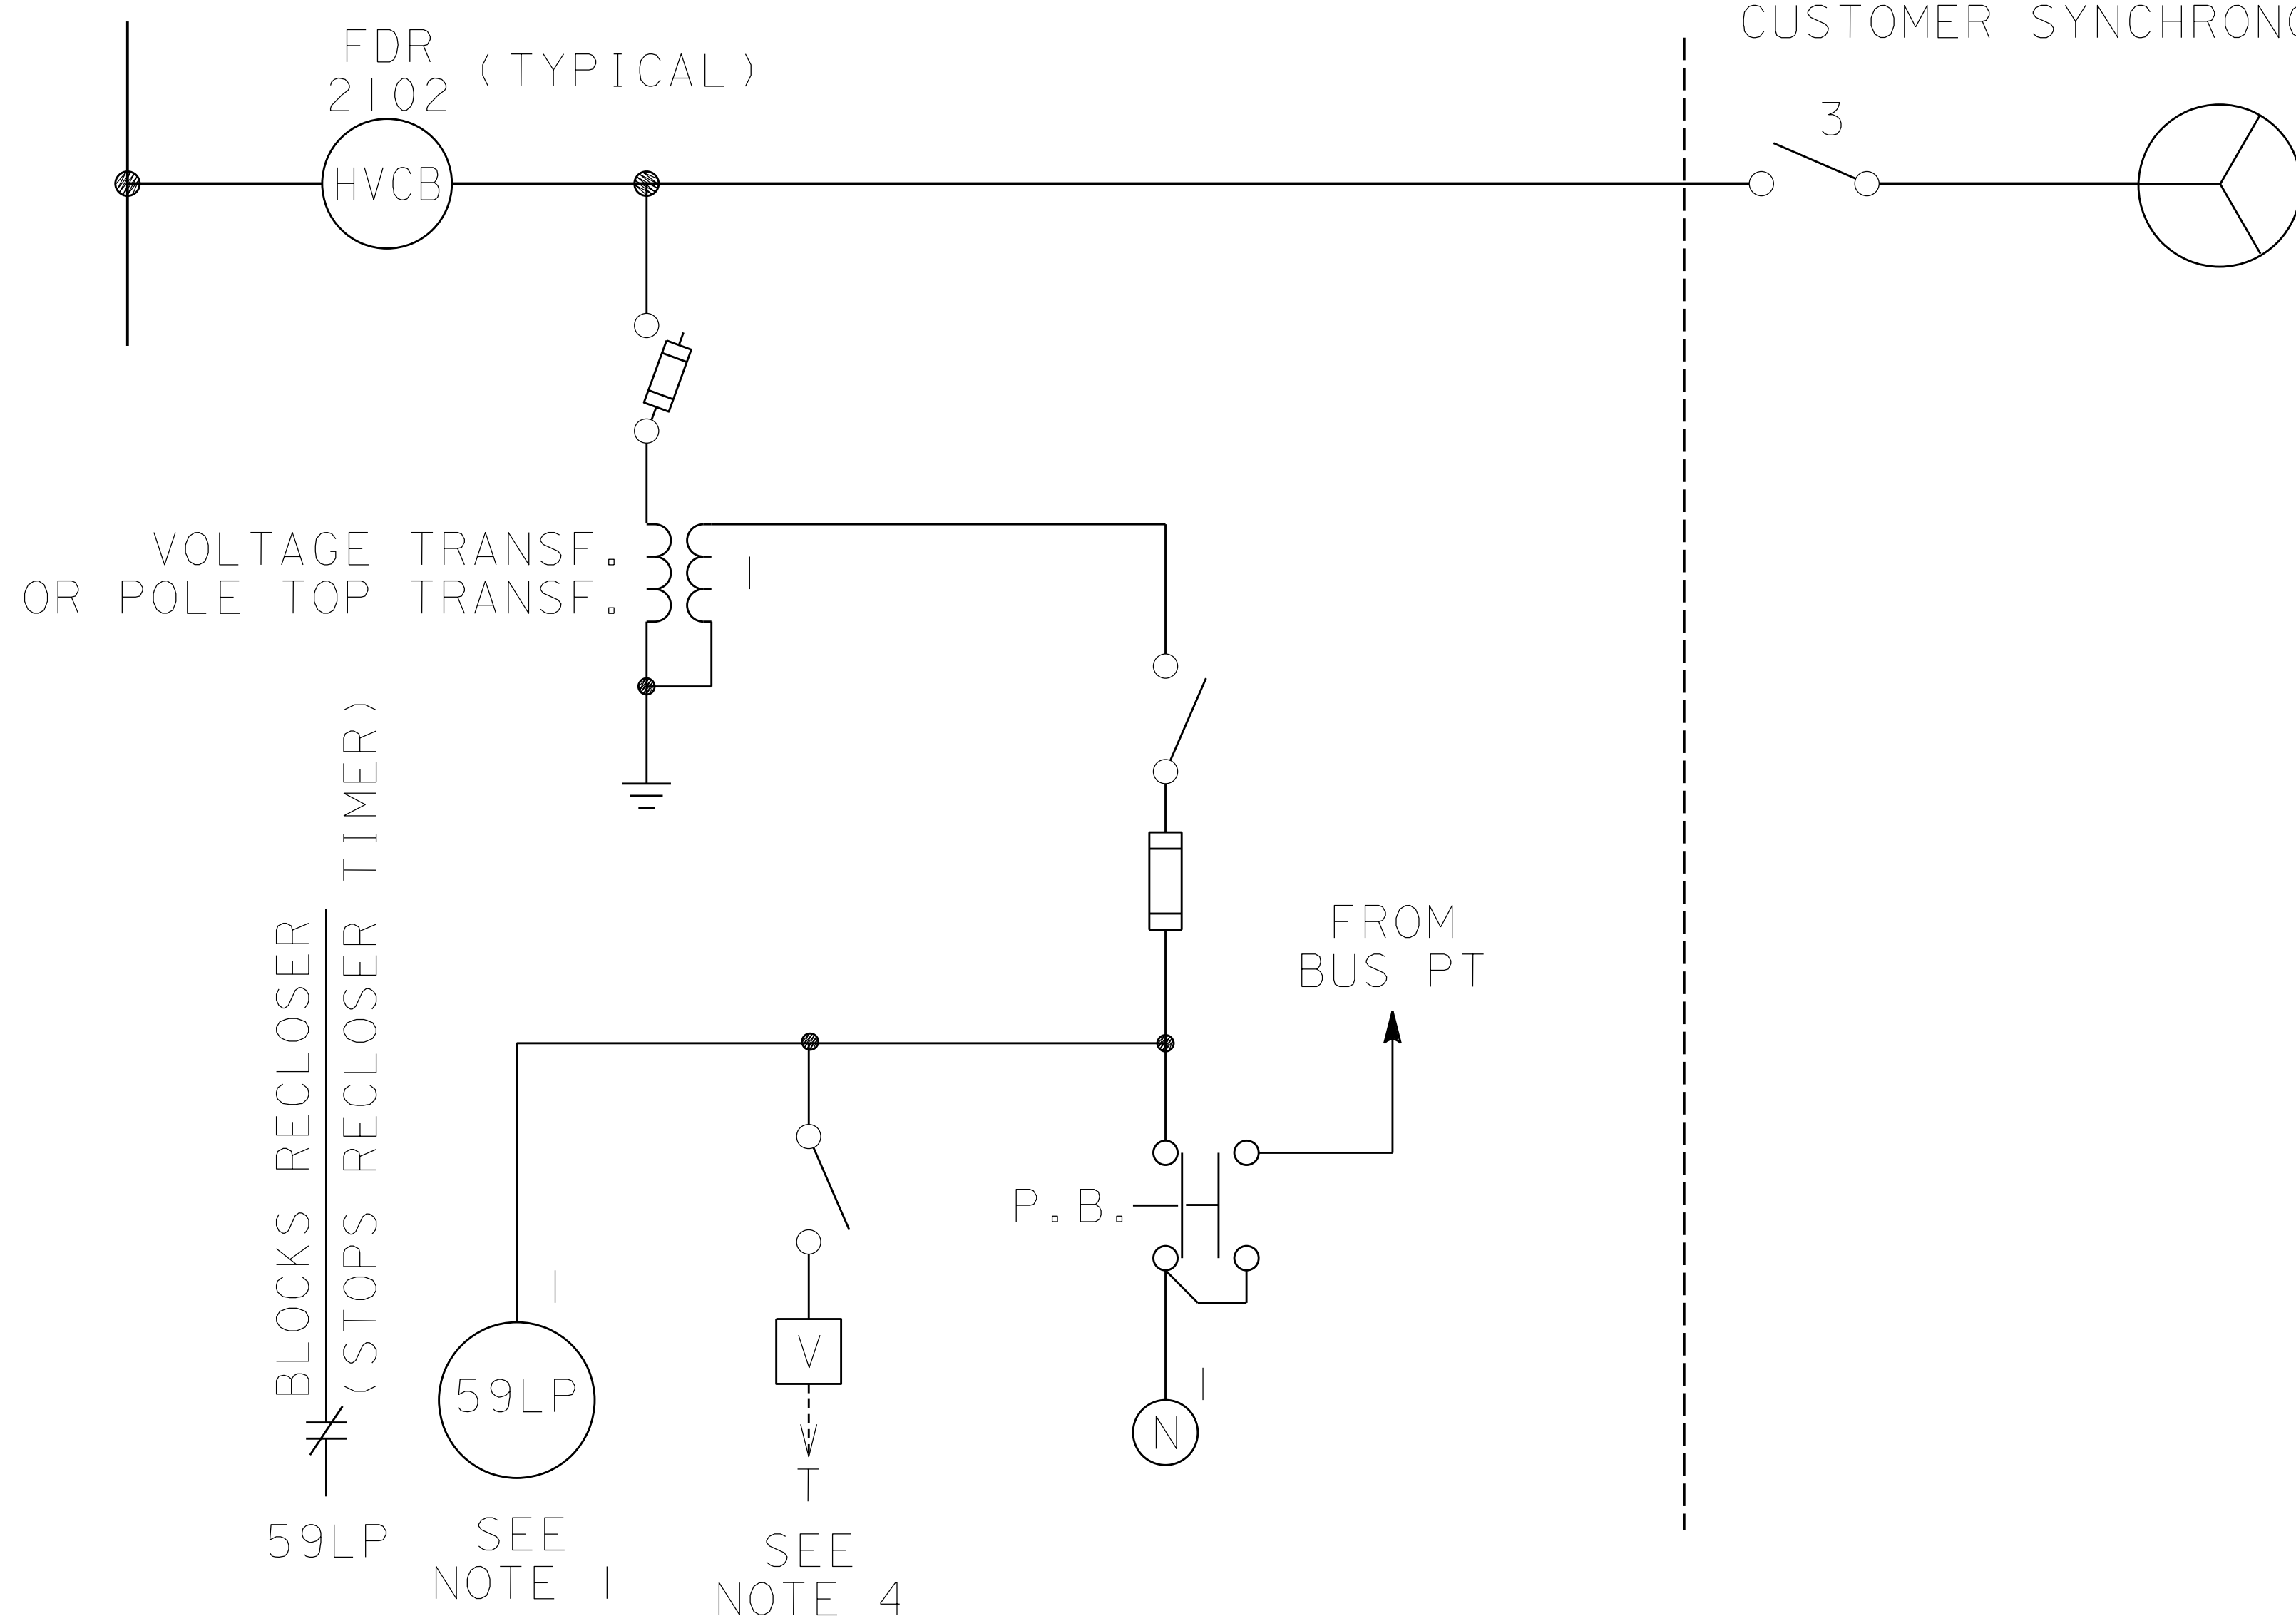 CUSTOMER SYNCHRONO
FDR
2102
(TYPICAL)
3
HVCB
VOLTAGE TRANSF.
OR POLE TOP TRANSF.
1
BLOCKS RECLOSER
(STOPS RECLOSER TIMER)
FROM
BUS PT
P.B.
1
59LP
V
T
1
N
59LP
SEE
NOTE 1
SEE
NOTE 4